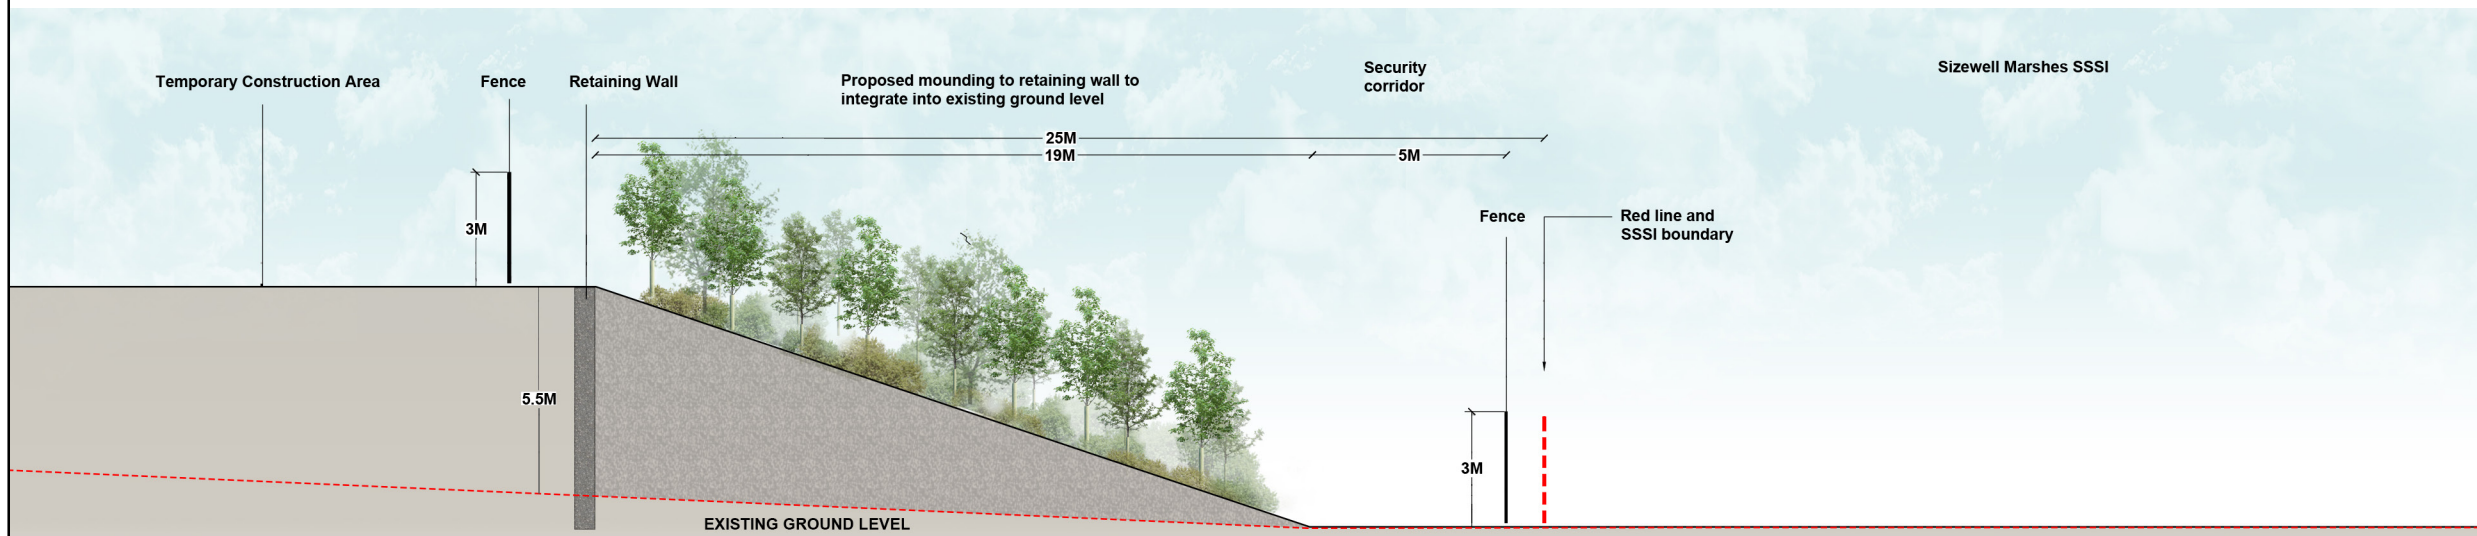 Temporary Construction Area
Fence
Retaining Wall
Proposed mounding to retaining wall to
integrate into existing ground level
Security
corridor
Sizewell Marshes SSSI
25M
19M
5M
3M
Fence
Red line and
SSSI boundary
5.5M
3M
EXISTING GROUND LEVEL